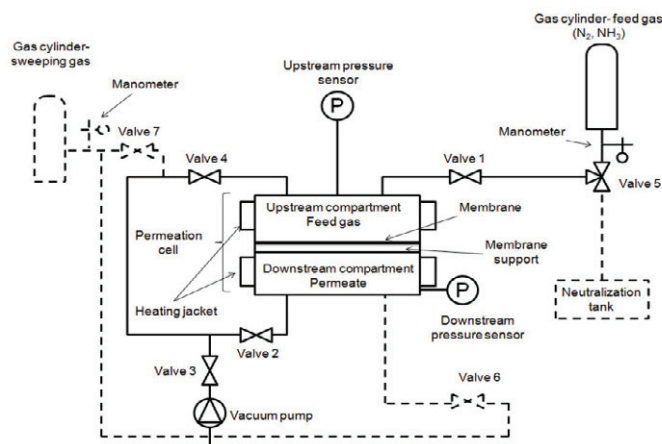 Gas cylinder- feed gas
(N₂, NH₃)
Gas cylinder-
sweeping gas
Manometer
Upstream pressure
sensor
P
Manometer
Valve 7
Valve 4
Valve 1
Valve 5
Upstream compartment
Feed gas
Membrane
Permeation
cell
Membrane
support
Downstream compartment
Permeate
P
Neutralization
tank
Heating jacket
Downstream
pressure sensor
Valve 2
Valve 3
Valve 6
Vacuum pump